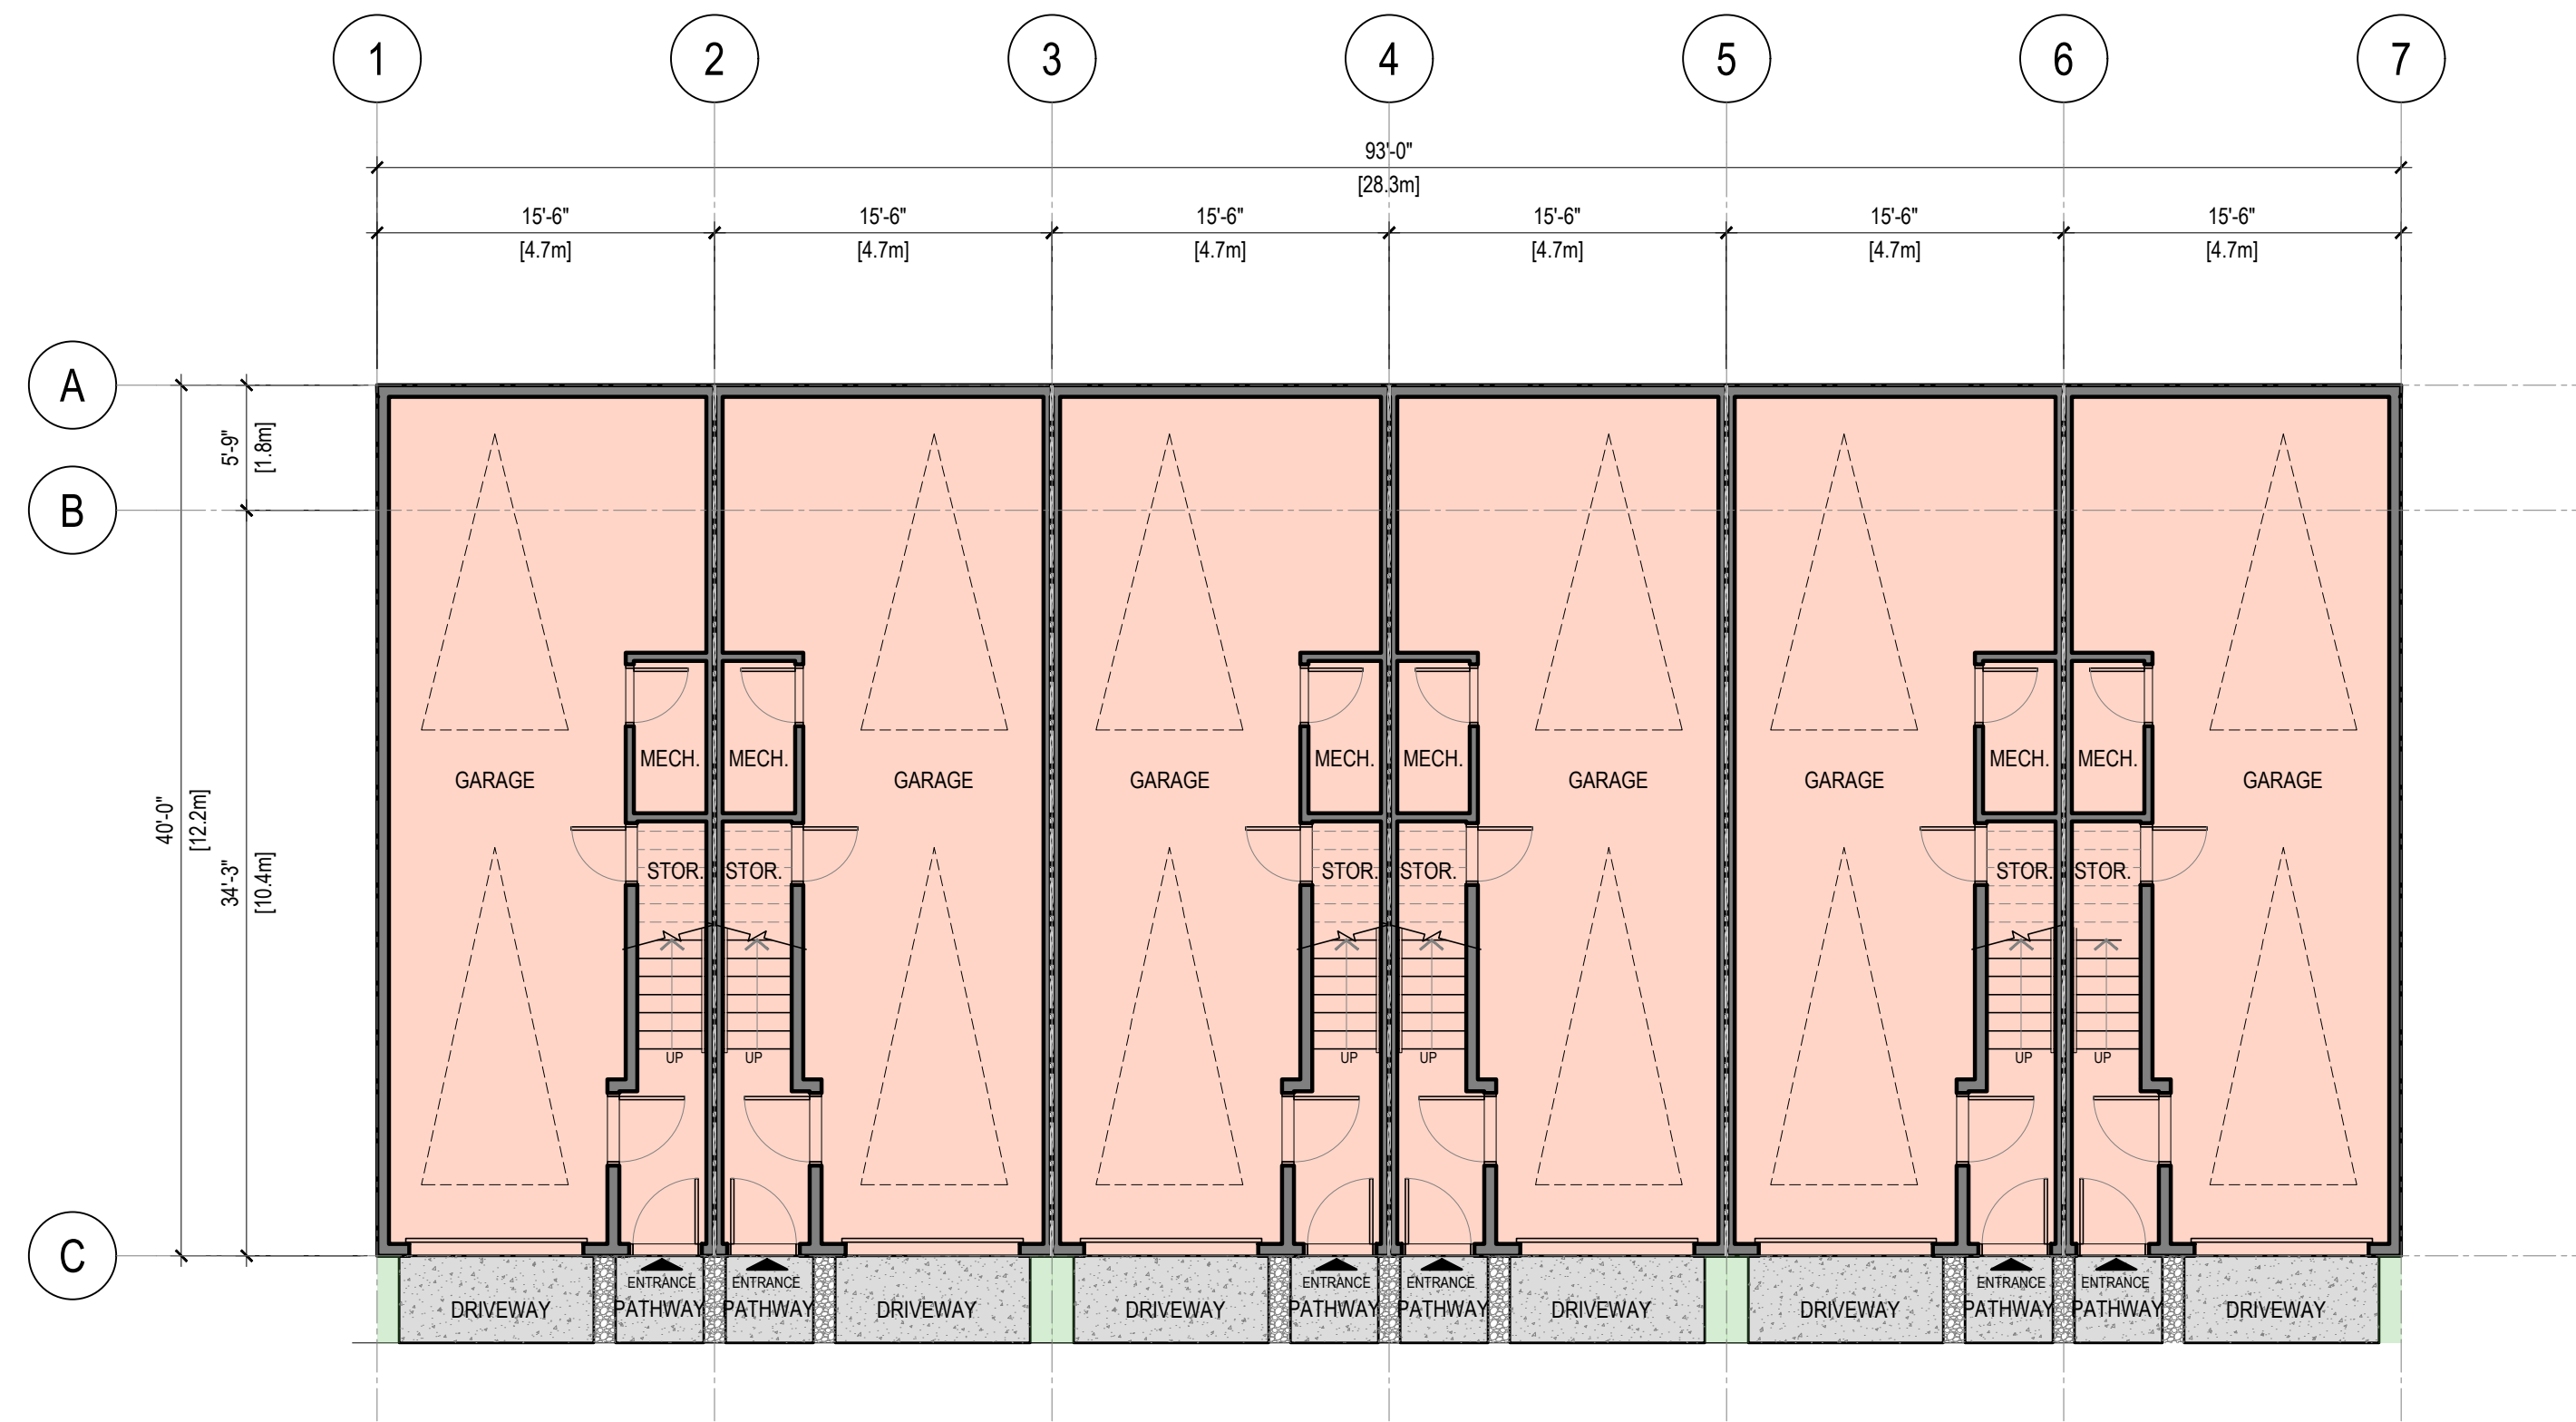 1
2
3
4
5
6
7
93'-0"
[28.3m]
15'-6"
15'-6"
15'-6"
15'-6"
15'-6"
15'-6"
[4.7m]
[4.7m]
[4.7m]
[4.7m]
[4.7m]
[4.7m]
A
5'-9"
[1.8m]
B
40'-0"
[12.2m]
34'-3"
[10.4m]
MECH.
MECH.
MECH.
MECH.
MECH.
MECH.
GARAGE
GARAGE
GARAGE
GARAGE
GARAGE
GARAGE
STOR.
STOR.
STOR.
STOR.
STOR.
STOR.
UP
UP
UP
UP
UP
UP
C
ENTRANCE
ENTRANCE
ENTRANCE
ENTRANCE
ENTRANCE
ENTRANCE
DRIVEWAY
PATHWAY
PATHWAY
DRIVEWAY
DRIVEWAY
PATHWAY
PATHWAY
DRIVEWAY
DRIVEWAY
PATHWAY
PATHWAY
DRIVEWAY